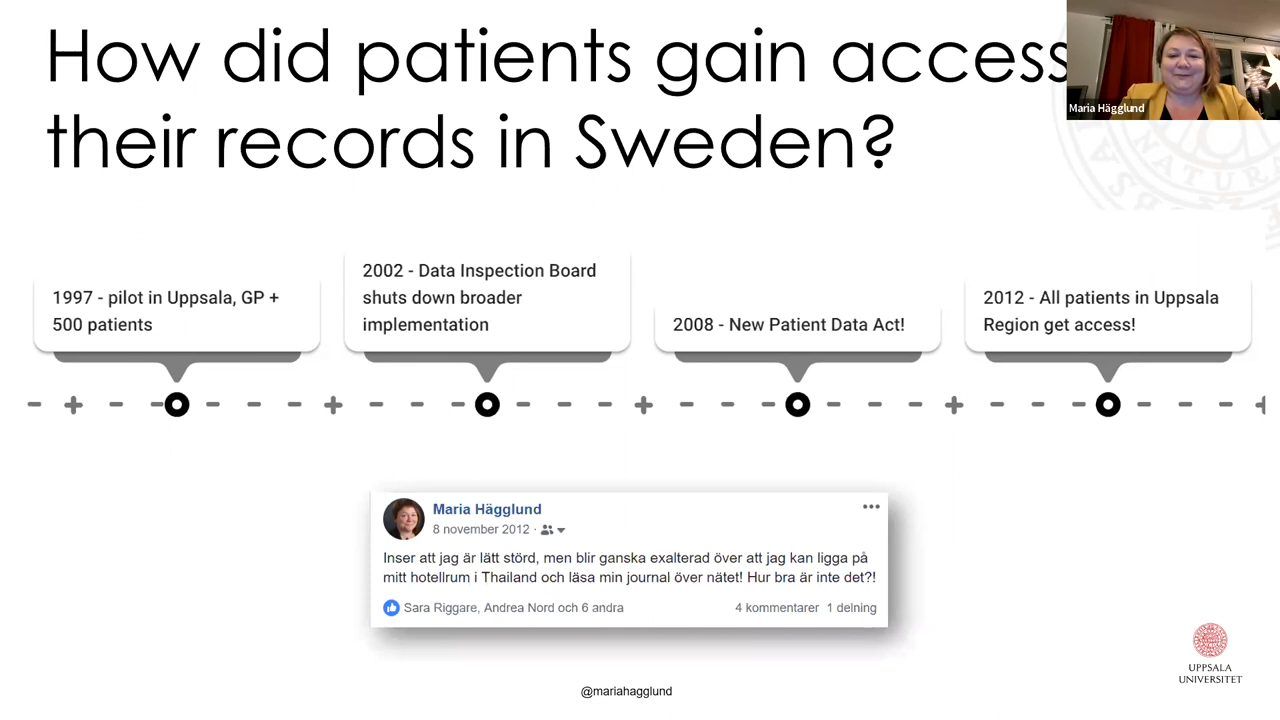 How did patients gain access
their records in Sweden?
Maria Hägglund
1997 - pilot in Uppsala, GP +
500 patients
2002 - Data Inspection Board
shuts down broader
implementation
2008 - New Patient Data Act!
2012 - All patients in Uppsala
Region get access!
Maria Hägglund
8 november 2012 ·
Inser att jag är lätt störd, men blir ganska exalterad över att jag kan ligga på
mitt hotellrum i Thailand och läsa min journal över nätet! Hur bra är inte det?!
Sara Riggare, Andrea Nord och 6 andra
4 kommentarer 1 delning
UPPSALA
UNIVERSITET
@mariahagglund